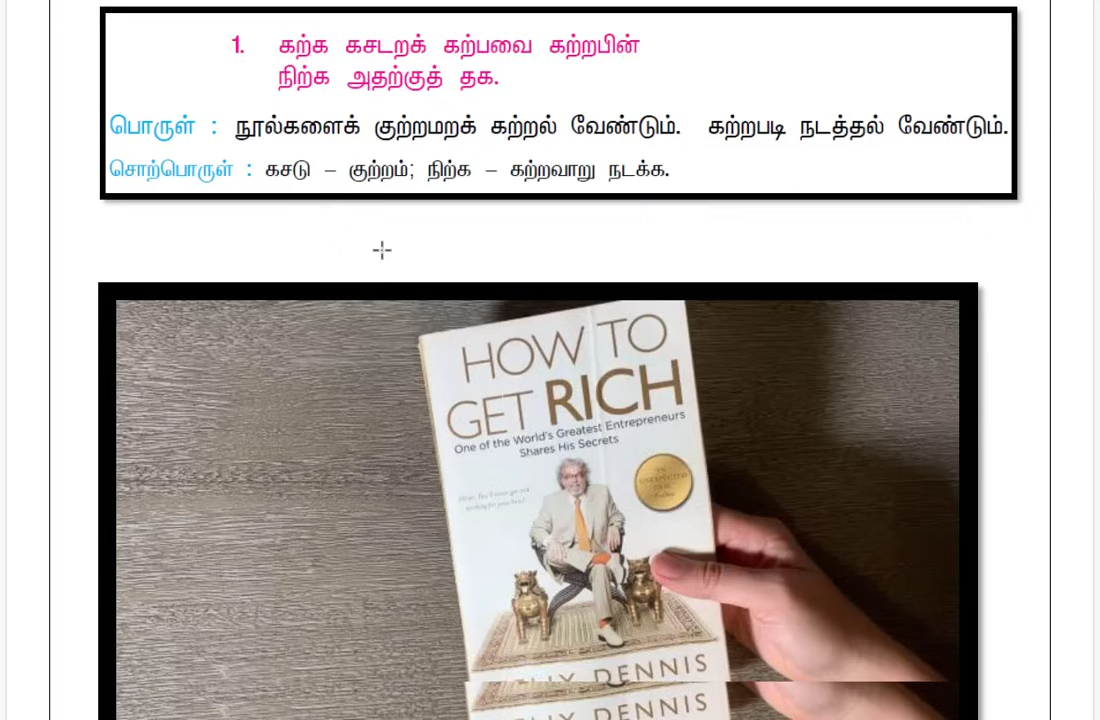 1. கற்க கசடறக் கற்பவை கற்றபின்
நிற்க அதற்குத் தக.
பொருள் : நூல்களைக் குற்றமறக் கற்றல் வேண்டும். கற்றபடி நடத்தல் வேண்டும்.
சொற்பொருள் : கசடு – குற்றம்; நிற்க – கற்றவாறு நடக்க.
HOW TO
GET RICH
One of the World's Greatest Entrepreneurs
Shares His Secrets
DENNIS
DENNIS